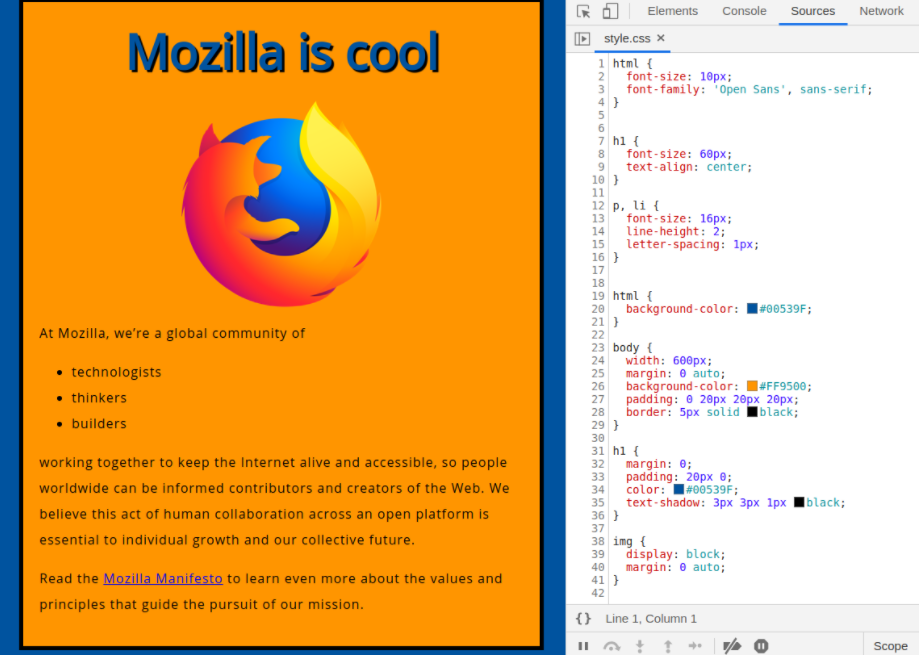 Mozilla is cool
At Mozilla, we're a global community of
• technologists
• thinkers
• builders
working together to keep the Internet alive and accessible, so people
worldwide can be informed contributors and creators of the Web. We
believe this act of human collaboration across an open platform is
essential to individual growth and our collective future.
Read the Mozilla Manifesto to learn even more about the values and
principles that guide the pursuit of our mission.
Elements Console Sources Network
style.css ×
1 html {
2   font-size: 10px;
3   font-family: 'Open Sans', sans-serif;
4 }
5
6
7 h1 {
8   font-size: 60px;
9   text-align: center;
10 }
11
12 p, li {
13   font-size: 16px;
14   line-height: 2;
15   letter-spacing: 1px;
16 }
17
18
19 html {
20   background-color: #00539F;
21 }
22
23 body {
24   width: 600px;
25   margin: 0 auto;
26   background-color: #FF9500;
27   padding: 0 20px 20px 20px;
28   border: 5px solid black;
29 }
30
31 h1 {
32   margin: 0;
33   padding: 20px 0;
34   color: #00539F;
35   text-shadow: 3px 3px 1px black;
36 }
37
38 img {
39   display: block;
40   margin: 0 auto;
41 }
42
{} Line 1, Column 1
Scope